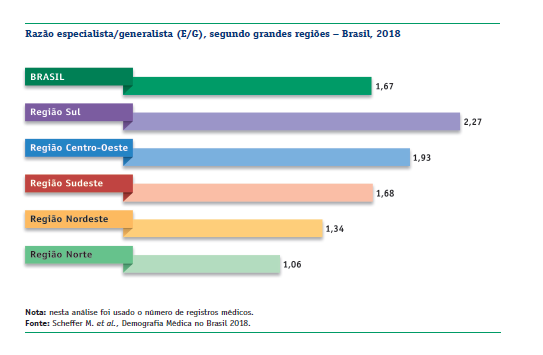 Razão especialista/generalista (E/G), segundo grandes regiões – Brasil, 2018
BRASIL
1,67
Região Sul
2,27
Região Centro-Oeste
1,93
Região Sudeste
1,68
Região Nordeste
1,34
Região Norte
1,06
Nota: nesta análise foi usado o número de registros médicos.
Fonte: Scheffer M. et al., Demografia Médica no Brasil 2018.